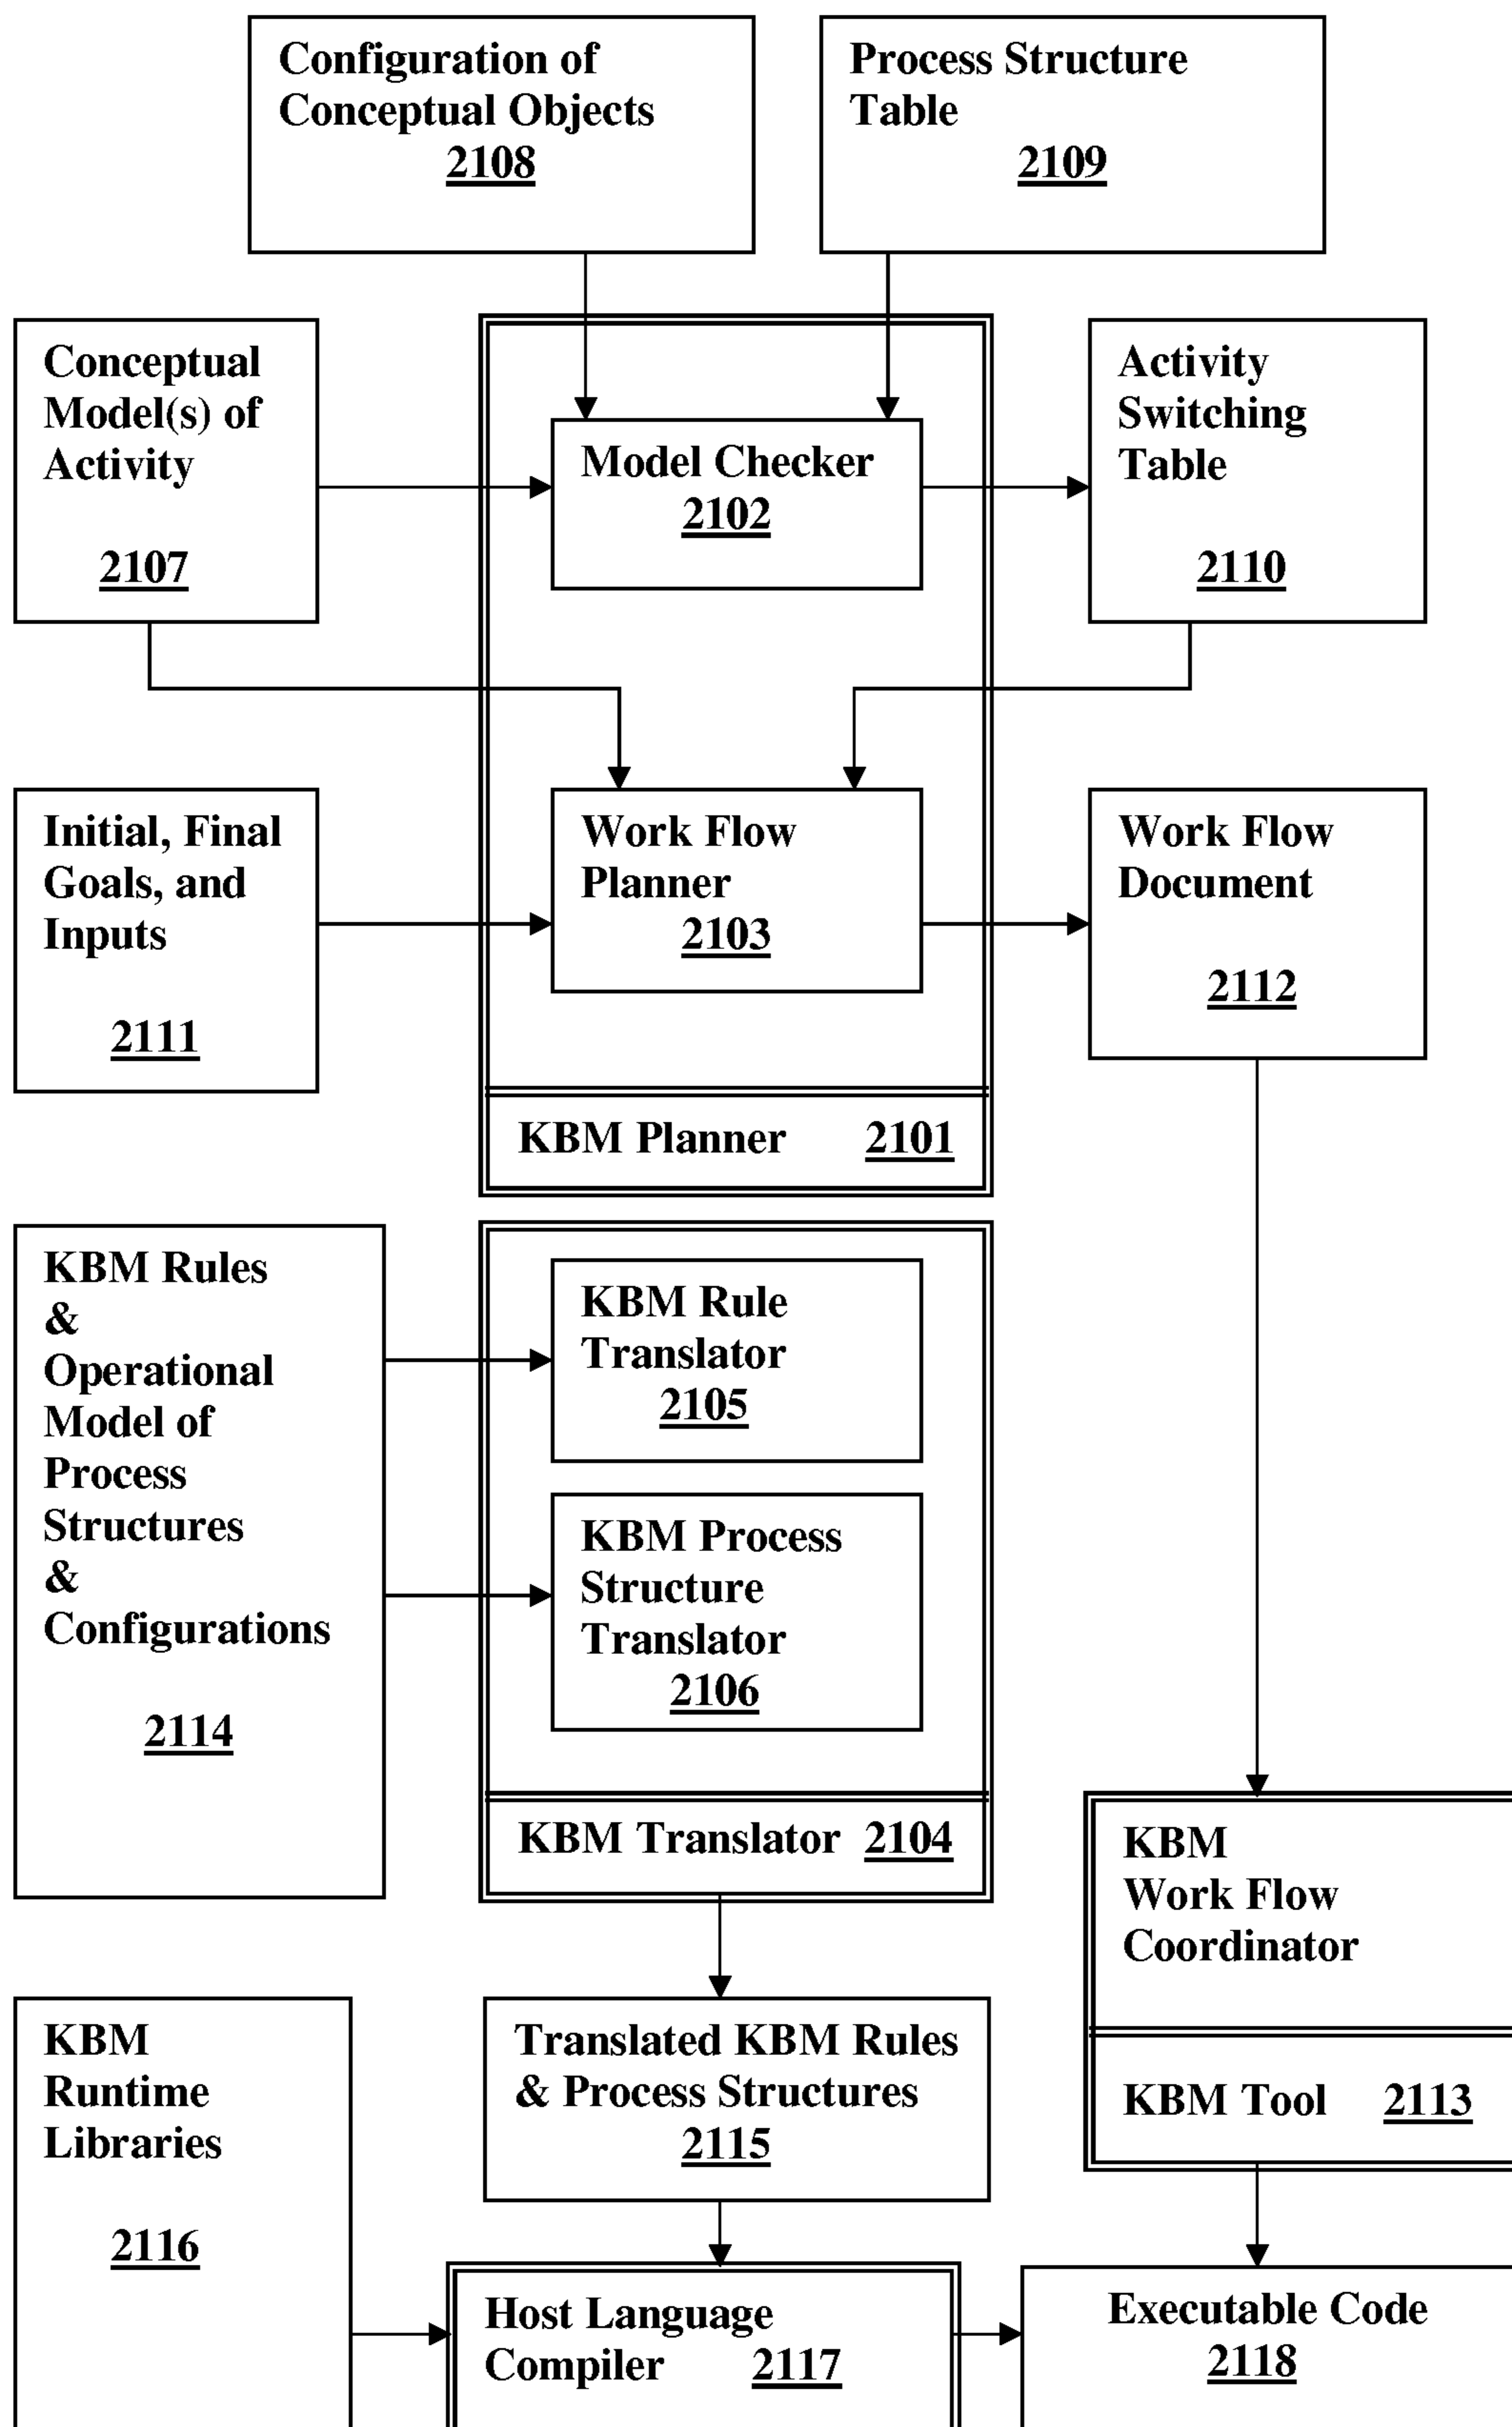 Configuration of
Conceptual Objects
2108
Process Structure
Table
2109
Conceptual
Model(s) of
Activity
2107
Model Checker
2102
Activity
Switching
Table
2110
Initial, Final
Goals, and
Inputs
2111
Work Flow
Planner
2103
Work Flow
Document
2112
KBM Planner 2101
KBM Rules
&
Operational
Model of
Process
Structures
&
Configurations
2114
KBM Rule
Translator
2105
KBM Process
Structure
Translator
2106
KBM Translator 2104
KBM
Work Flow
Coordinator
KBM Tool 2113
KBM
Runtime
Libraries
2116
Translated KBM Rules
& Process Structures
2115
Host Language
Compiler 2117
Executable Code
2118